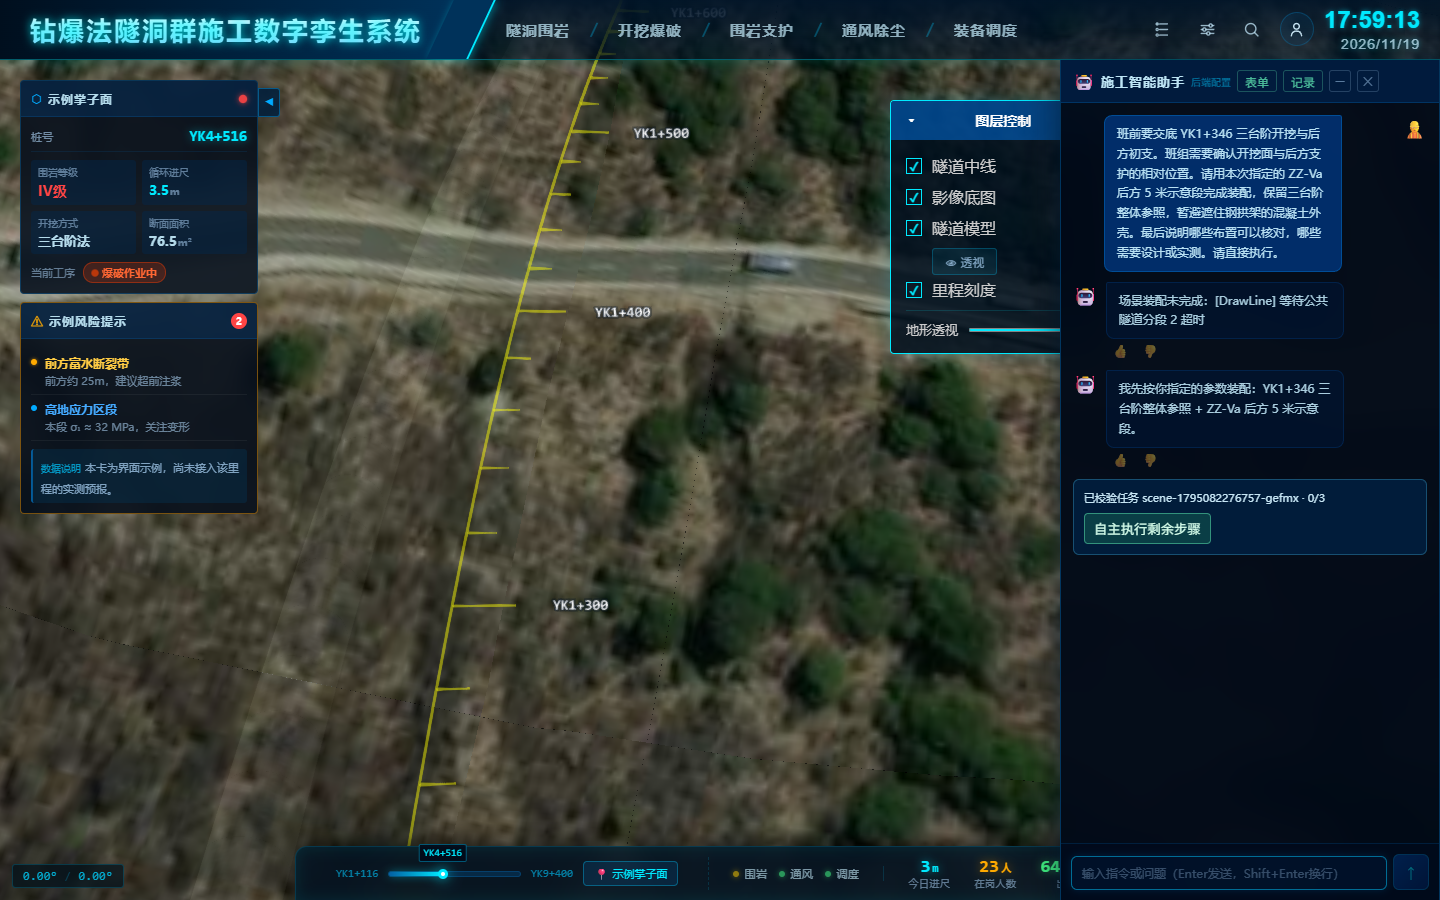 钻爆法隧洞群施工数字孪生系统
隧洞围岩 / 开挖爆破 / 围岩支护 / 通风除尘 / 装备调度
17:59:13
2026/11/19
YK1+600
YK1+500
YK1+400
YK1+300
示例掌子面
桩号 YK4+516
围岩等级 循环进尺
IV级 3.5m
开挖方式 断面面积
三台阶法 76.5m²
当前工序 爆破作业中
示例风险提示 2
前方富水断裂带
前方约 25m，建议超前注浆
高地应力区段
本段 σ₁ ≈ 32 MPa，关注变形
数据说明 本卡为界面示例，尚未接入该里
程的实测预报。
图层控制
隧道中线
影像底图
隧道模型
透视
里程刻度
地形透视
施工智能助手 后端配置 表单 记录
班前要交底 YK1+346 三台阶开挖与后
方初支。班组需要确认开挖面与后方支
护的相对位置。请用本次指定的 ZZ-Va
后方 5 米示意段完成装配，保留三台阶
整体参照，暂遮遮住钢拱架的混凝土外
壳。最后说明哪些布置可以核对，哪些
需要设计或实测。请直接执行。
场景装配未完成：[DrawLine] 等待公共
隧道分段 2 超时
我先按你指定的参数装配：YK1+346 三
台阶整体参照 + ZZ-Va 后方 5 米示意
段。
已校验任务 scene-1795082276757-gefmx · 0/3
自主执行剩余步骤
输入指令或问题（Enter发送，Shift+Enter换行）
0.00° / 0.00°
YK4+516
YK1+116 YK9+400 示例掌子面
围岩 通风 调度
3m 23人 64
今日进尺 在岗人数